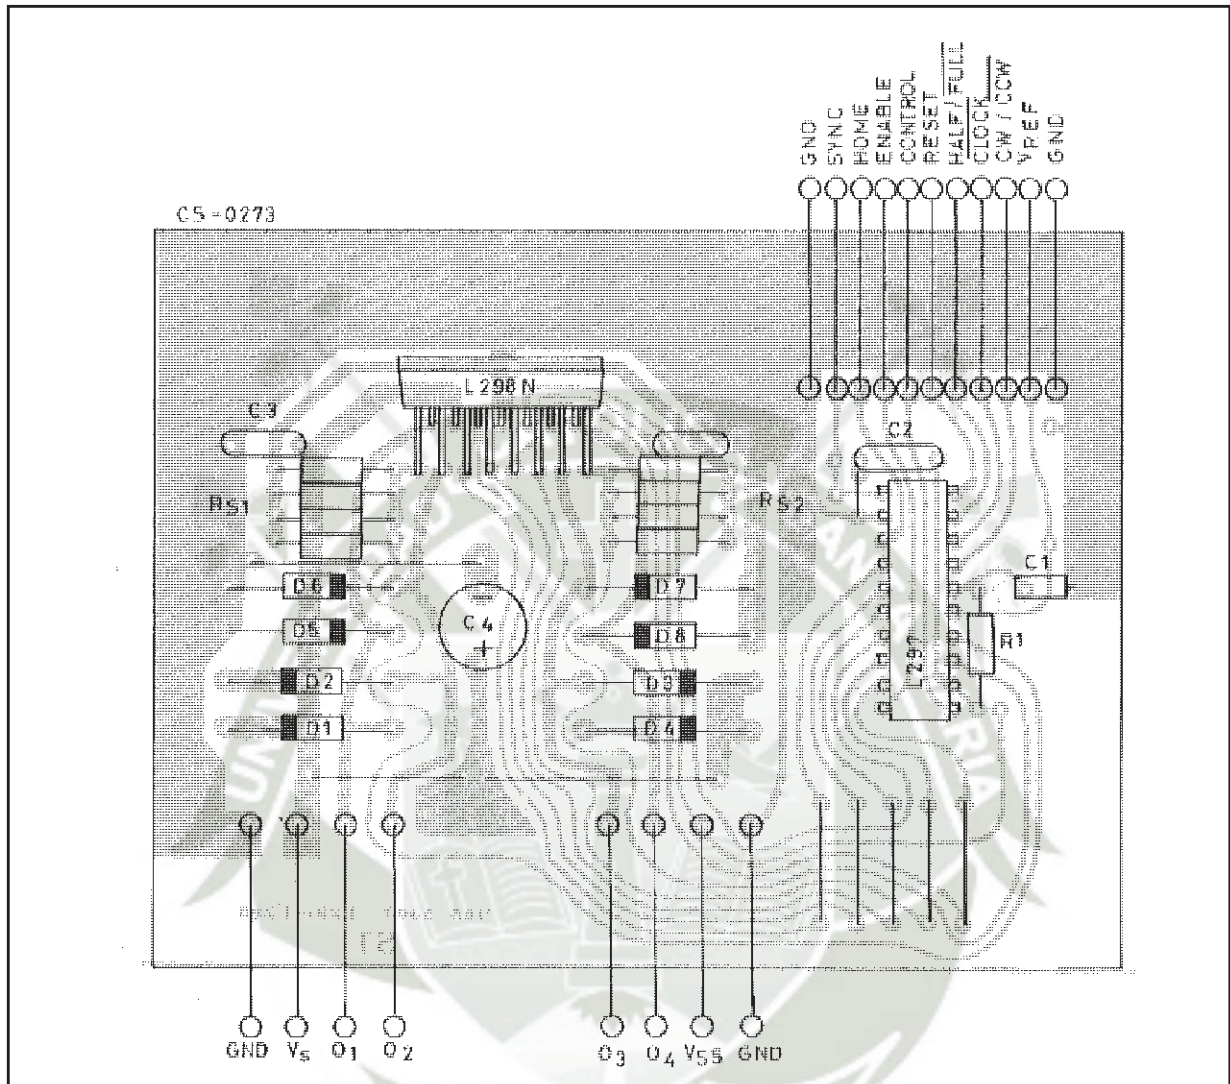 GND
SYNC
HOME
ENABLE
CONTROL
RESET
HALF/FULL
CLOCK
CW / CCW
VREF
GND
CS-0273
L298N
C3
C2
RS1
RS2
C1
D6
D7
C4
+
D5
D8
R1
L297
D2
D3
D1
D4
GND VS O1 O2 O3 O4 VSS GND